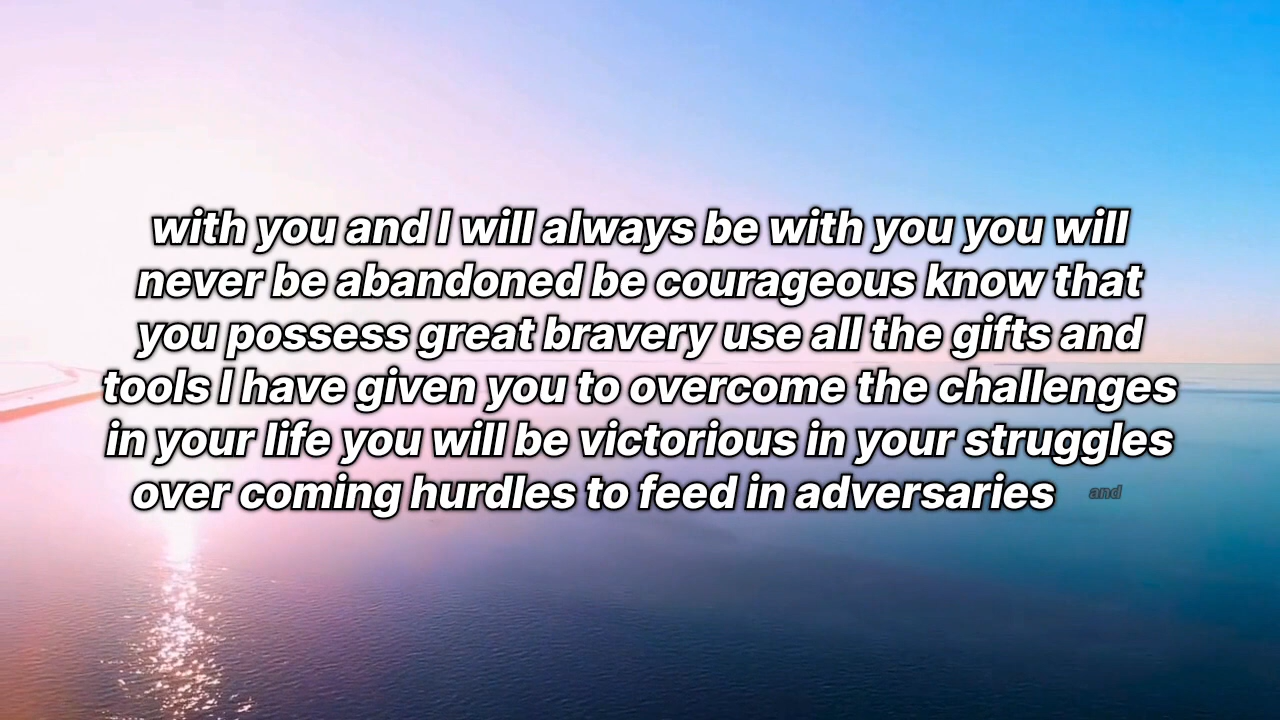 with you and I will always be with you you will
never be abandoned be courageous know that
you possess great bravery use all the gifts and
tools I have given you to overcome the challenges
in your life you will be victorious in your struggles
over coming hurdles to feed in adversaries and